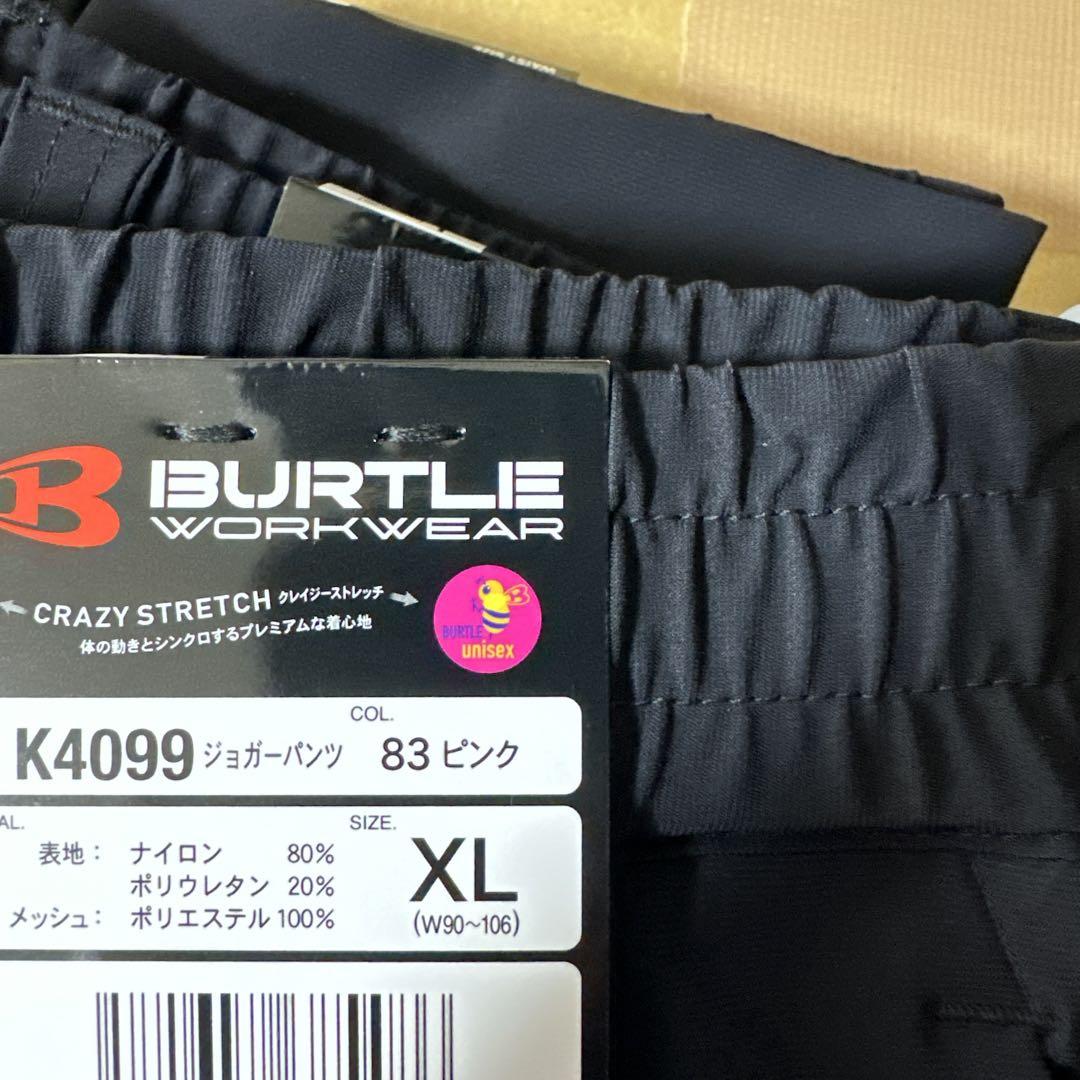 BURTLE
WORKWEAR
CRAZY STRETCH クレイジーストレッチ
体の動きとシンクロするプレミアムな着心地
BURTLE
unisex
COL.
K4099 ジョガーパンツ 83 ピンク
AL. SIZE.
表地： ナイロン 80%
ポリウレタン 20%
メッシュ： ポリエステル 100%
XL
(W90~106)